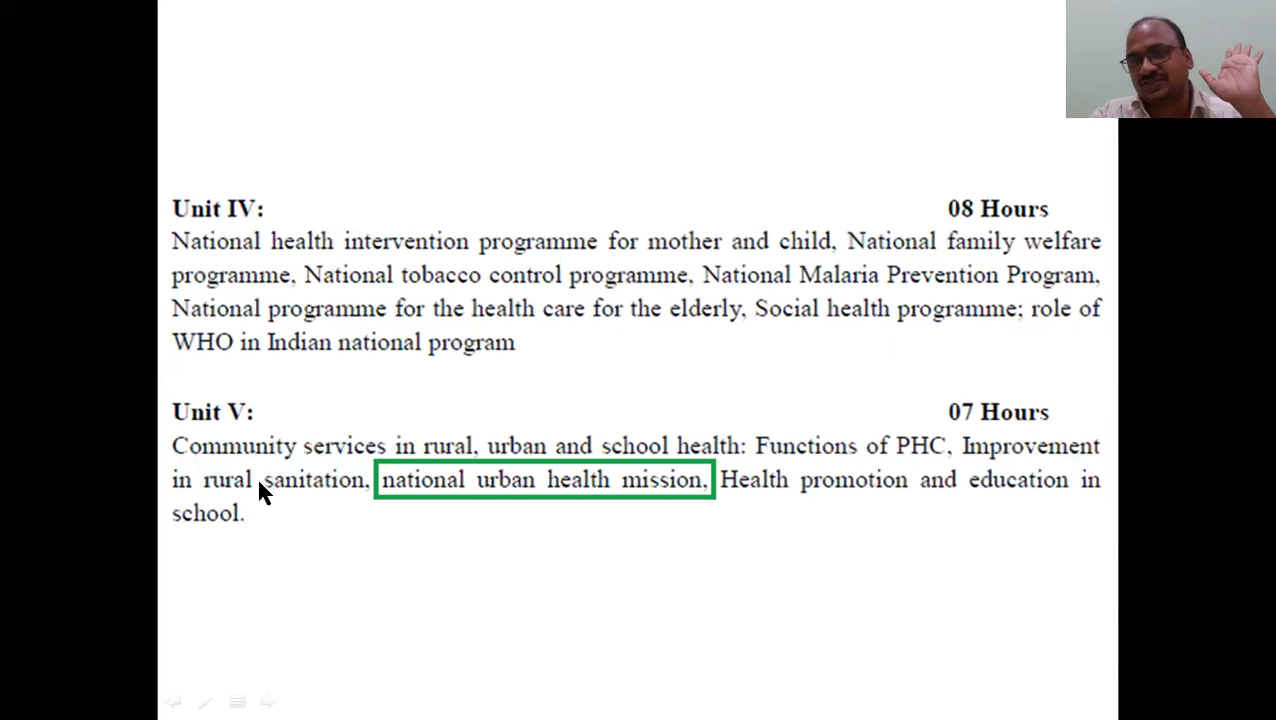 Unit IV: 08 Hours
National health intervention programme for mother and child, National family welfare
programme, National tobacco control programme, National Malaria Prevention Program,
National programme for the health care for the elderly, Social health programme; role of
WHO in Indian national program
Unit V: 07 Hours
Community services in rural, urban and school health: Functions of PHC, Improvement
in rural sanitation, national urban health mission, Health promotion and education in
school.